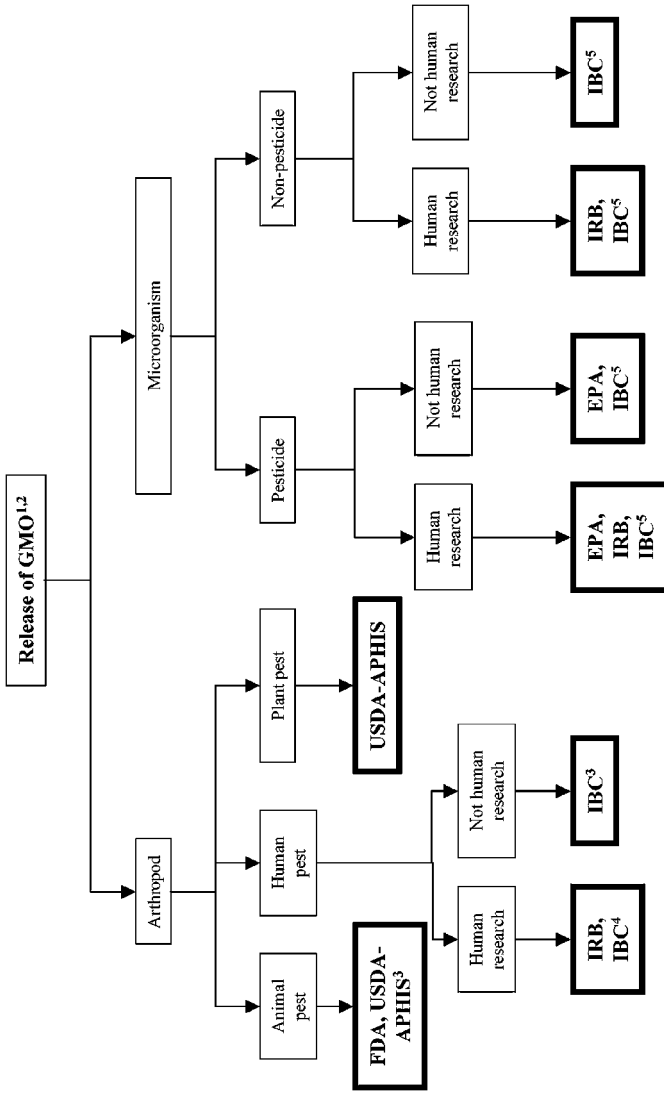 Release of GMO1,2
Arthropod
Microorganism
Animal
pest
Human
pest
Plant pest
Pesticide
Non-pesticide
FDA, USDA-
APHIS3
USDA-APHIS
Human
research
Not human
research
Human
research
Not human
research
Human
research
Not human
research
IRB,
IBC4
IBC3
EPA,
IRB,
IBC5
EPA,
IBC5
IRB,
IBC5
IBC5